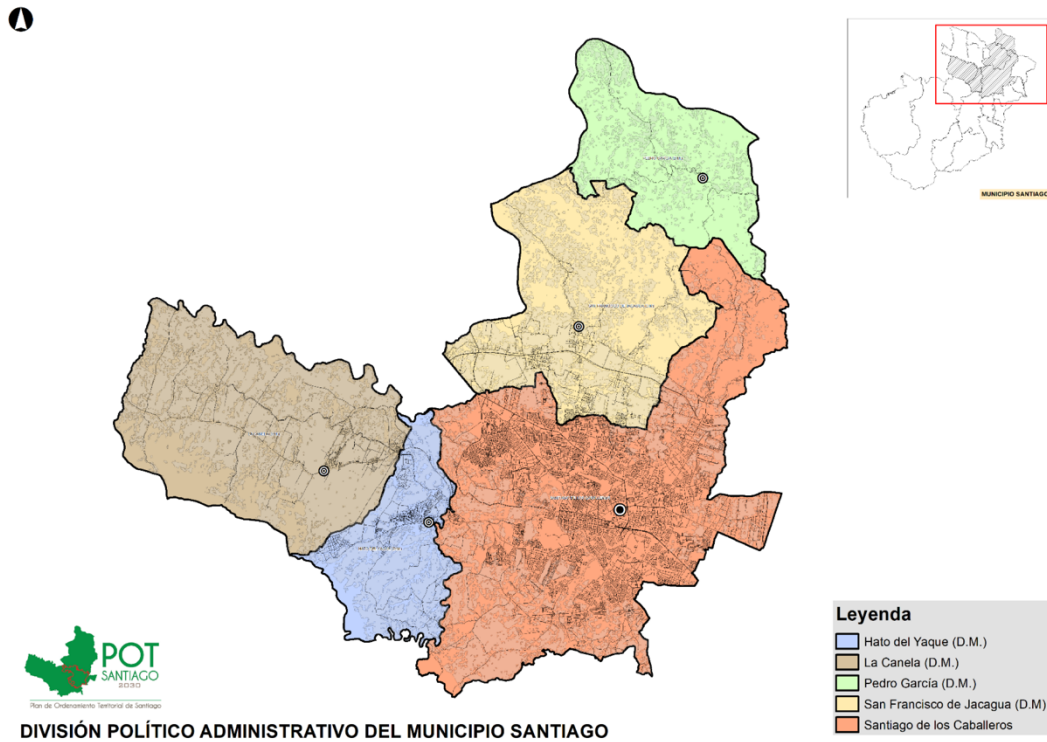 MUNICIPIO SANTIAGO
Leyenda
Hato del Yaque (D.M.)
La Canela (D.M.)
Pedro García (D.M.)
San Francisco de Jacagua (D.M)
Santiago de los Caballeros
POT
SANTIAGO
2030
Plan de Ordenamiento Territorial de Santiago
DIVISIÓN POLÍTICO ADMINISTRATIVO DEL MUNICIPIO SANTIAGO